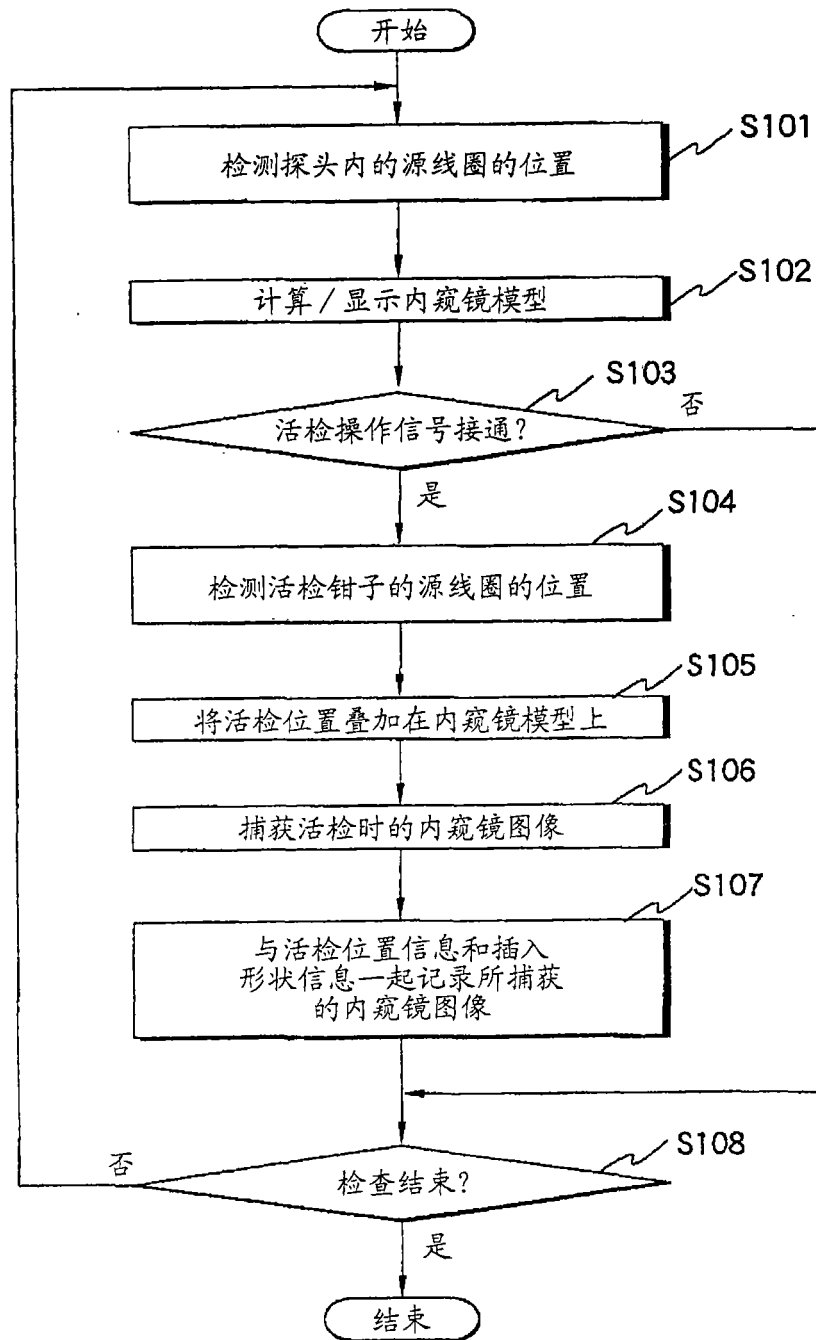 开始
S101
检测探头内的源线圈的位置
S102
计算/显示内窥镜模型
S103
活检操作信号接通?
否
是
S104
检测活检钳子的源线圈的位置
S105
将活检位置叠加在内窥镜模型上
S106
捕获活检时的内窥镜图像
S107
与活检位置信息和插入
形状信息一起记录所捕获
的内窥镜图像
S108
否
检查结束?
是
结束